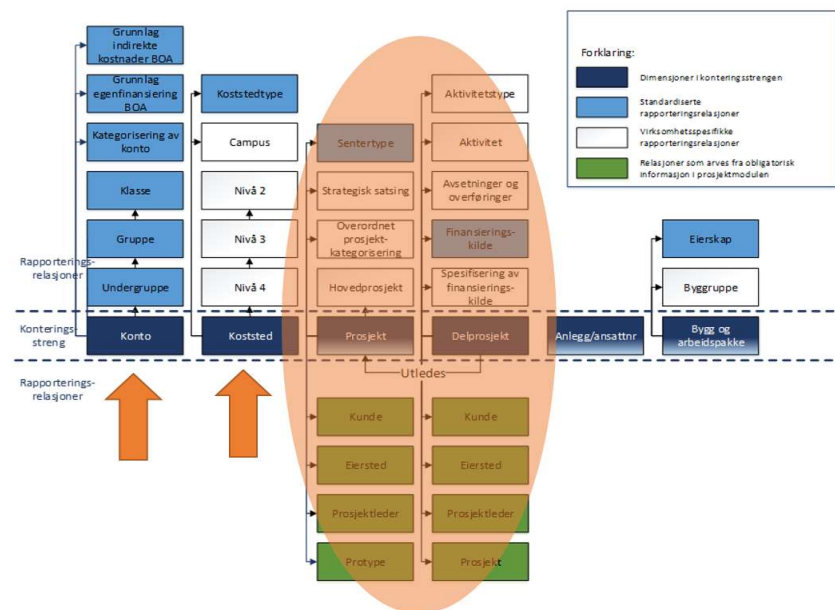 Grunnlag
indirekte
kostnader BOA
Grunnlag
egenfinansiering
BOA
Kategorisering av
konto
Klasse
Gruppe
Undergruppe
Konto
Koststedtype
Campus
Nivå 2
Nivå 3
Nivå 4
Koststed
Sentertype
Strategisk satsing
Overordnet
prosjekt-
kategorisering
Hovedprosjekt
Prosjekt
Aktivitetstype
Aktivitet
Avsetninger og
overføringer
Finansierings-
kilde
Spesifisering av
finansierings-
kilde
Delprosjekt
Utledes
Anlegg/ansattnr
Eierskap
Byggruppe
Bygg og
arbeidspakke
Rapporterings-
relasjoner
Konterings-
streng
Rapporterings-
relasjoner
Kunde
Eiersted
Prosjektleder
Protype
Kunde
Eiersted
Prosjektleder
Prosjekt
Forklaring:
Dimensjoner i konteringsstrengen
Standardiserte
rapporteringsrelasjoner
Virksomhetsspesifikke
rapporteringsrelasjoner
Relasjoner som arves fra obligatorisk
informasjon i prosjektmodulen